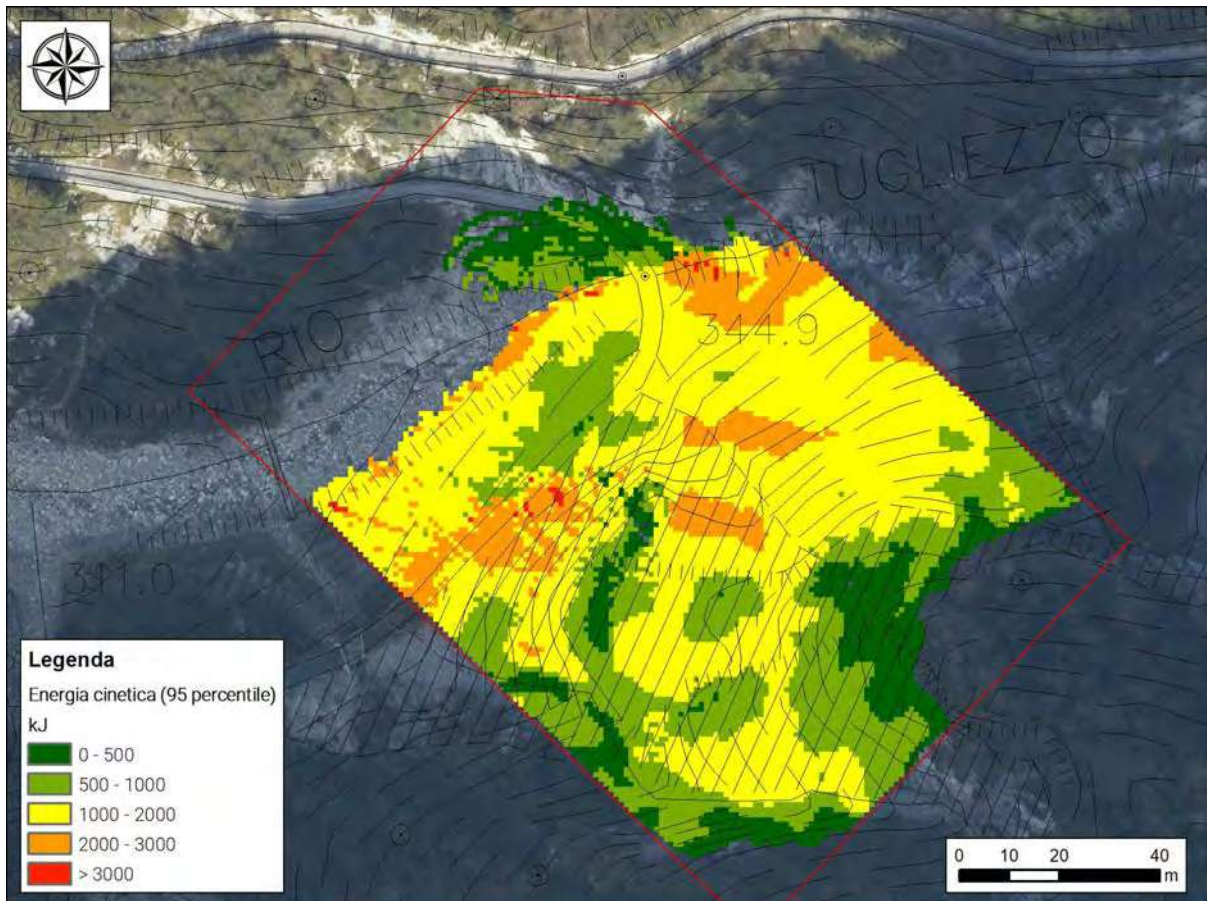 TUGLIEZZO
RIO
344.9
311.0
Legenda
Energia cinetica (95 percentile)
kJ
0 - 500
500 - 1000
1000 - 2000
2000 - 3000
> 3000
0 10 20 40
m